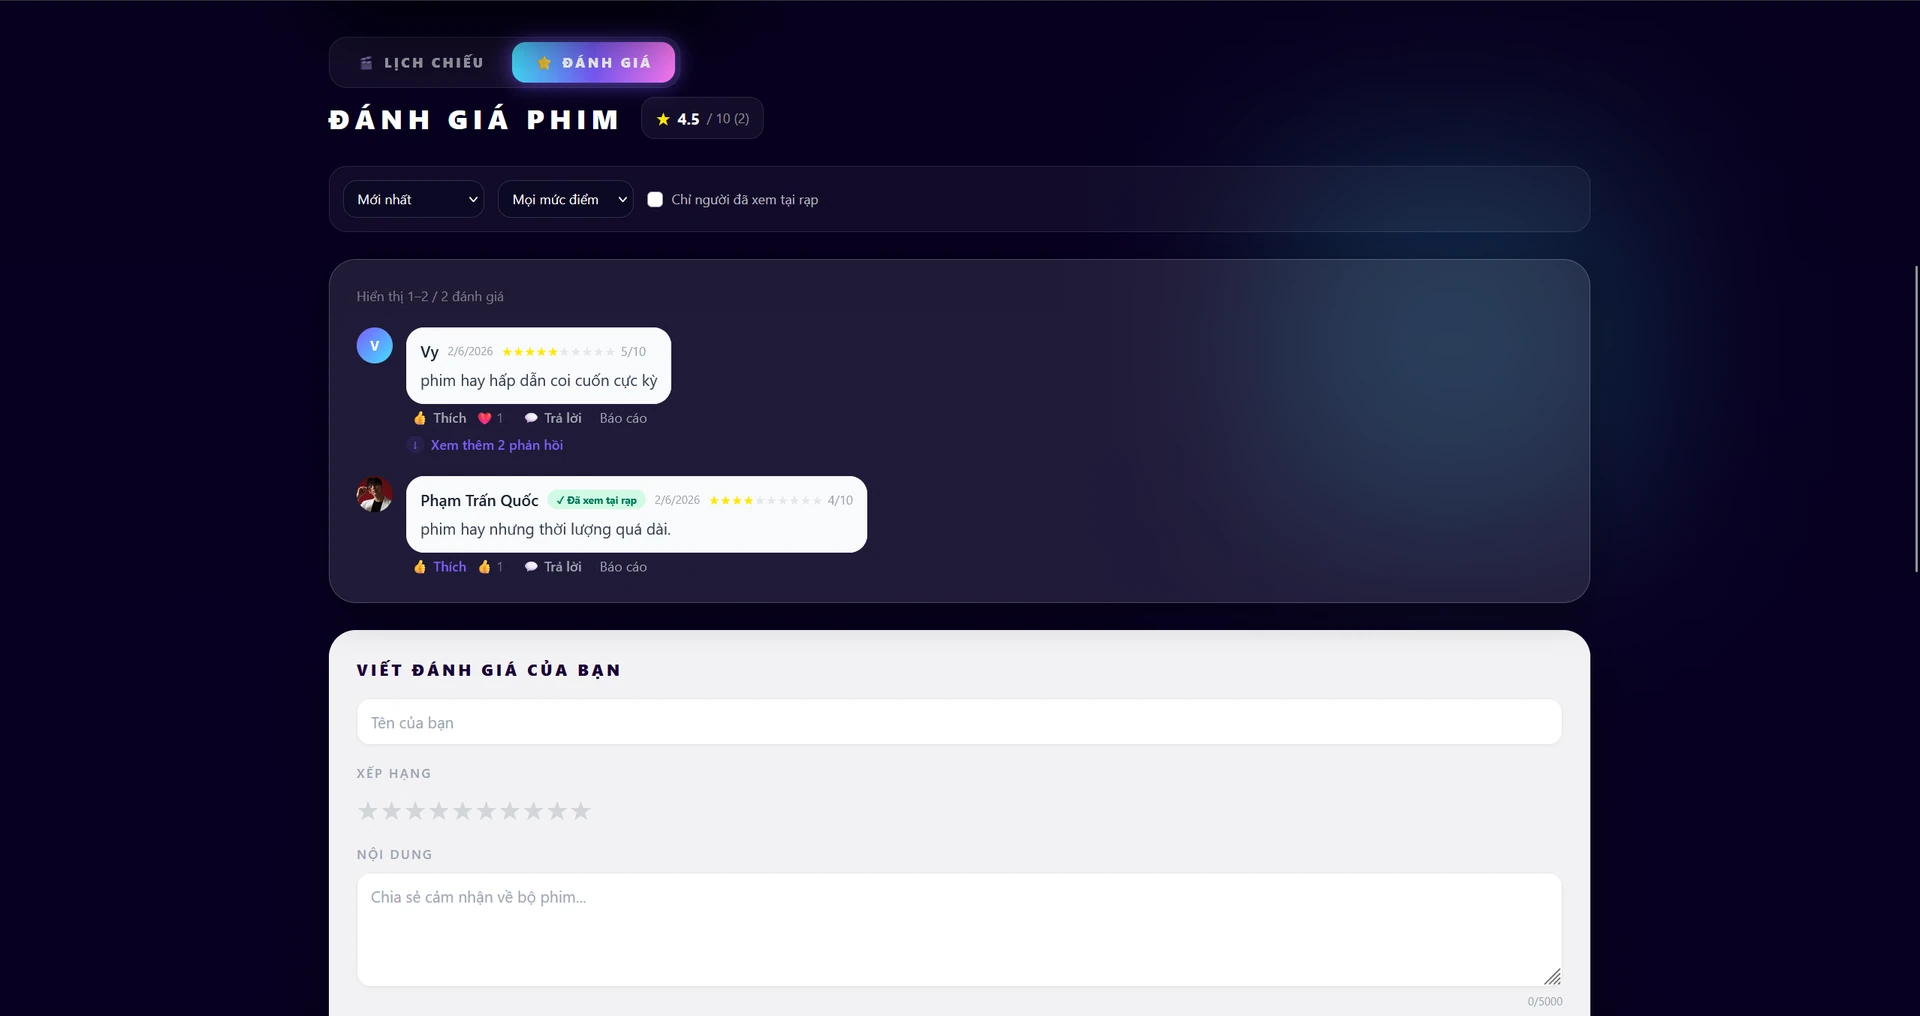 LỊCH CHIẾU
ĐÁNH GIÁ
ĐÁNH GIÁ PHIM
4.5 / 10 (2)
Mới nhất
Mọi mức điểm
Chỉ người đã xem tại rạp
Hiển thị 1–2 / 2 đánh giá
V
Vy 2/6/2026 ★★★★★★★★★★ 5/10
phim hay hấp dẫn coi cuốn cực kỳ
Thích 1 Trả lời Báo cáo
↓ Xem thêm 2 phản hồi
Phạm Trấn Quốc ✓ Đã xem tại rạp 2/6/2026 ★★★★★★★★★★ 4/10
phim hay nhưng thời lượng quá dài.
Thích 1 Trả lời Báo cáo
VIẾT ĐÁNH GIÁ CỦA BẠN
Tên của bạn
XẾP HẠNG
★★★★★★★★★★
NỘI DUNG
Chia sẻ cảm nhận về bộ phim...
0/5000